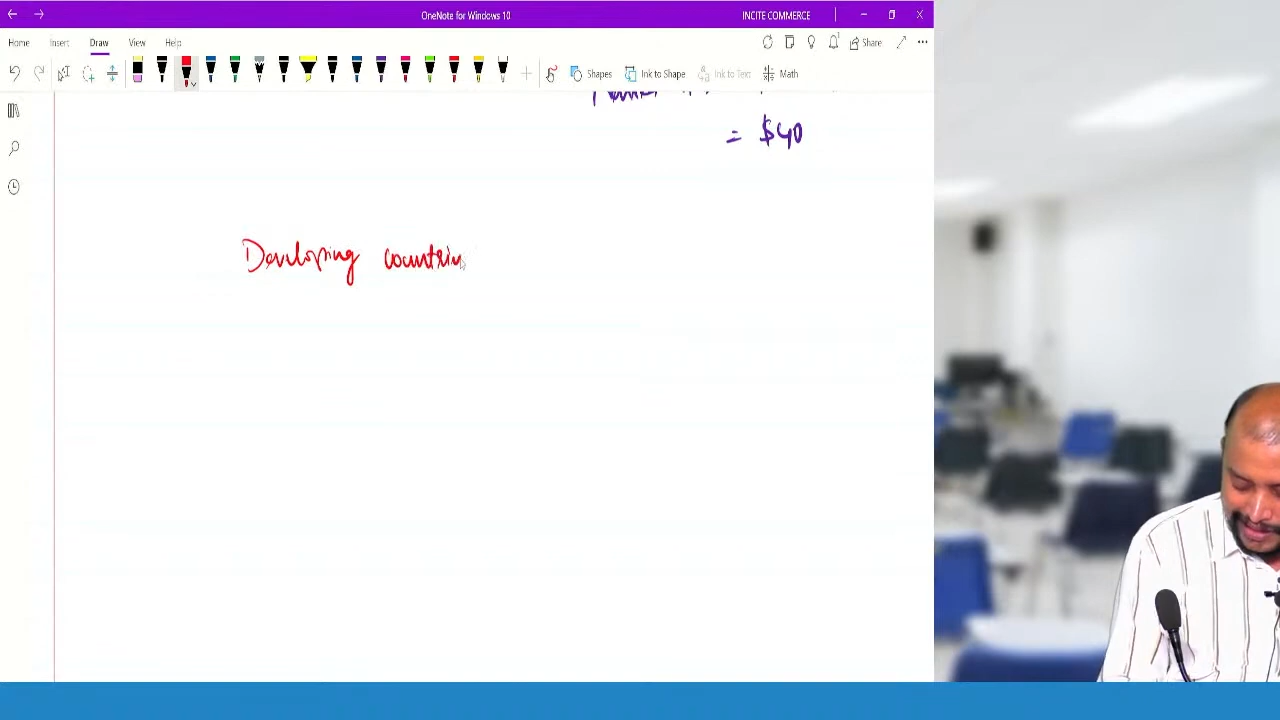 OneNote for Windows 10
INCITE COMMERCE
Home Insert Draw View Help
Share
Shapes Ink to Shape Ink to Text Math
= $40
Developing countrin